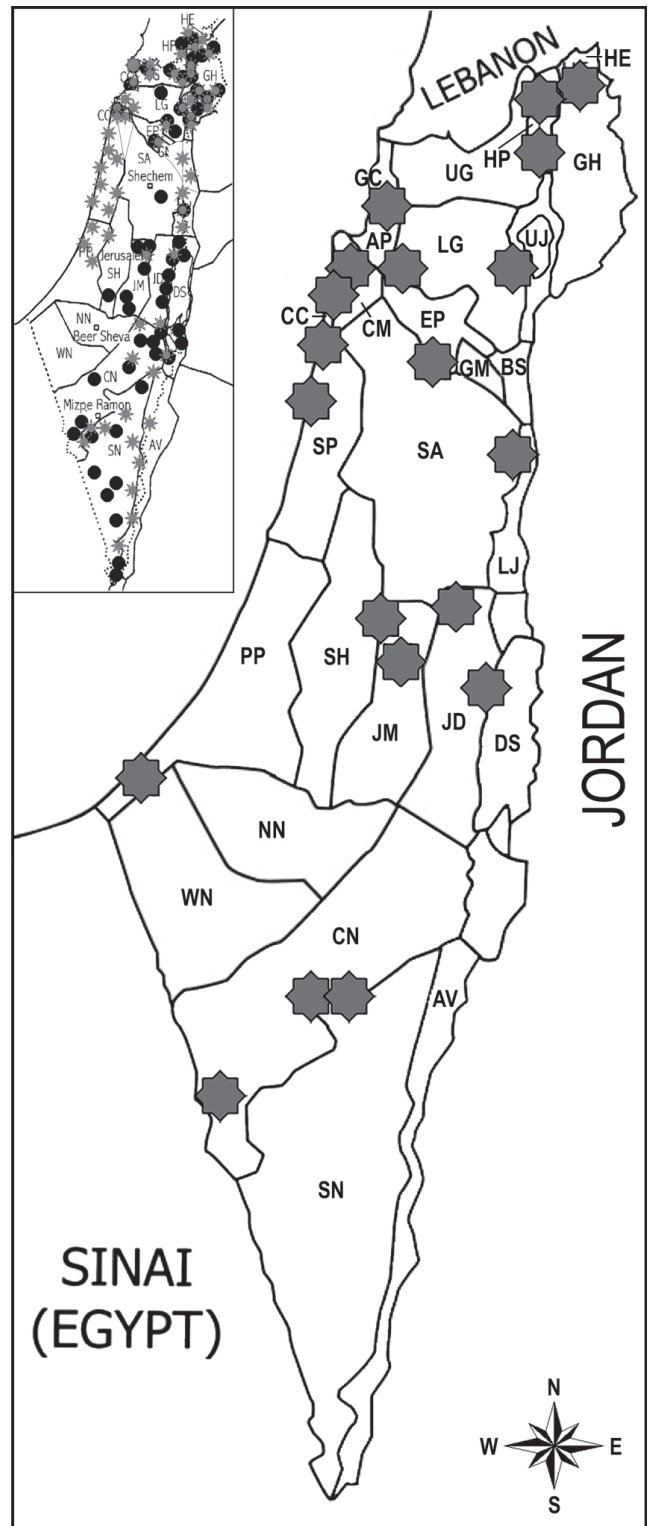 HE
HP
GH
LG
CC
EP
SA
Shechem
Jerusalem
SH
JM
JD
DS
NN
Beer Sheva
WN
CN
Mizpe Ramon
SN
AV
LEBANON
HE
HP
GH
UG
GC
AP
LG
UJ
CC
CM
EP
GM
BS
SP
SA
LJ
PP
SH
JM
JD
DS
JORDAN
NN
WN
CN
AV
SN
SINAI
(EGYPT)
N
W
E
S